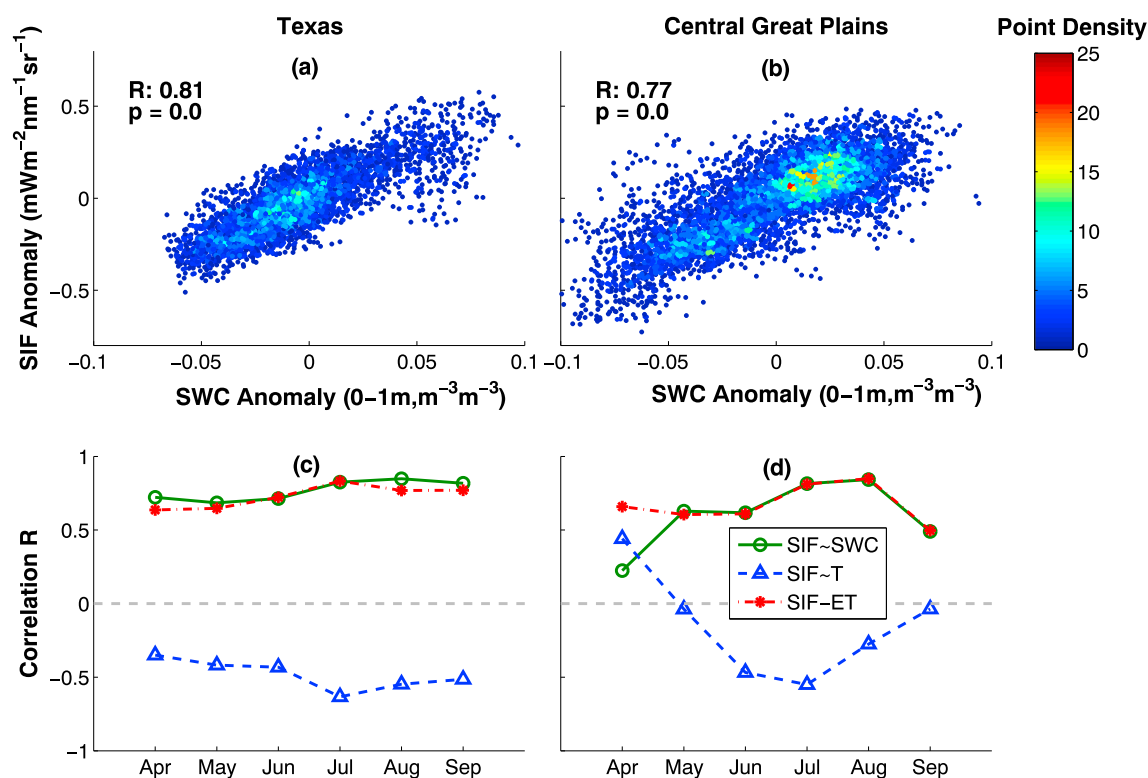 Texas
Central Great Plains
Point Density
SIF Anomaly (mWm−2nm−1sr−1)
(a)
R: 0.81
p = 0.0
0.5
0
−0.5
−0.1
−0.05
0
0.05
0.1
SWC Anomaly (0−1m,m−3m−3)
(b)
R: 0.77
p = 0.0
−0.1
−0.05
0
0.05
0.1
SWC Anomaly (0−1m,m−3m−3)
25
20
15
10
5
0
Correlation R
(c)
1
0.5
0
−0.5
−1
Apr May Jun Jul Aug Sep
(d)
SIF~SWC
SIF~T
SIF−ET
Apr May Jun Jul Aug Sep